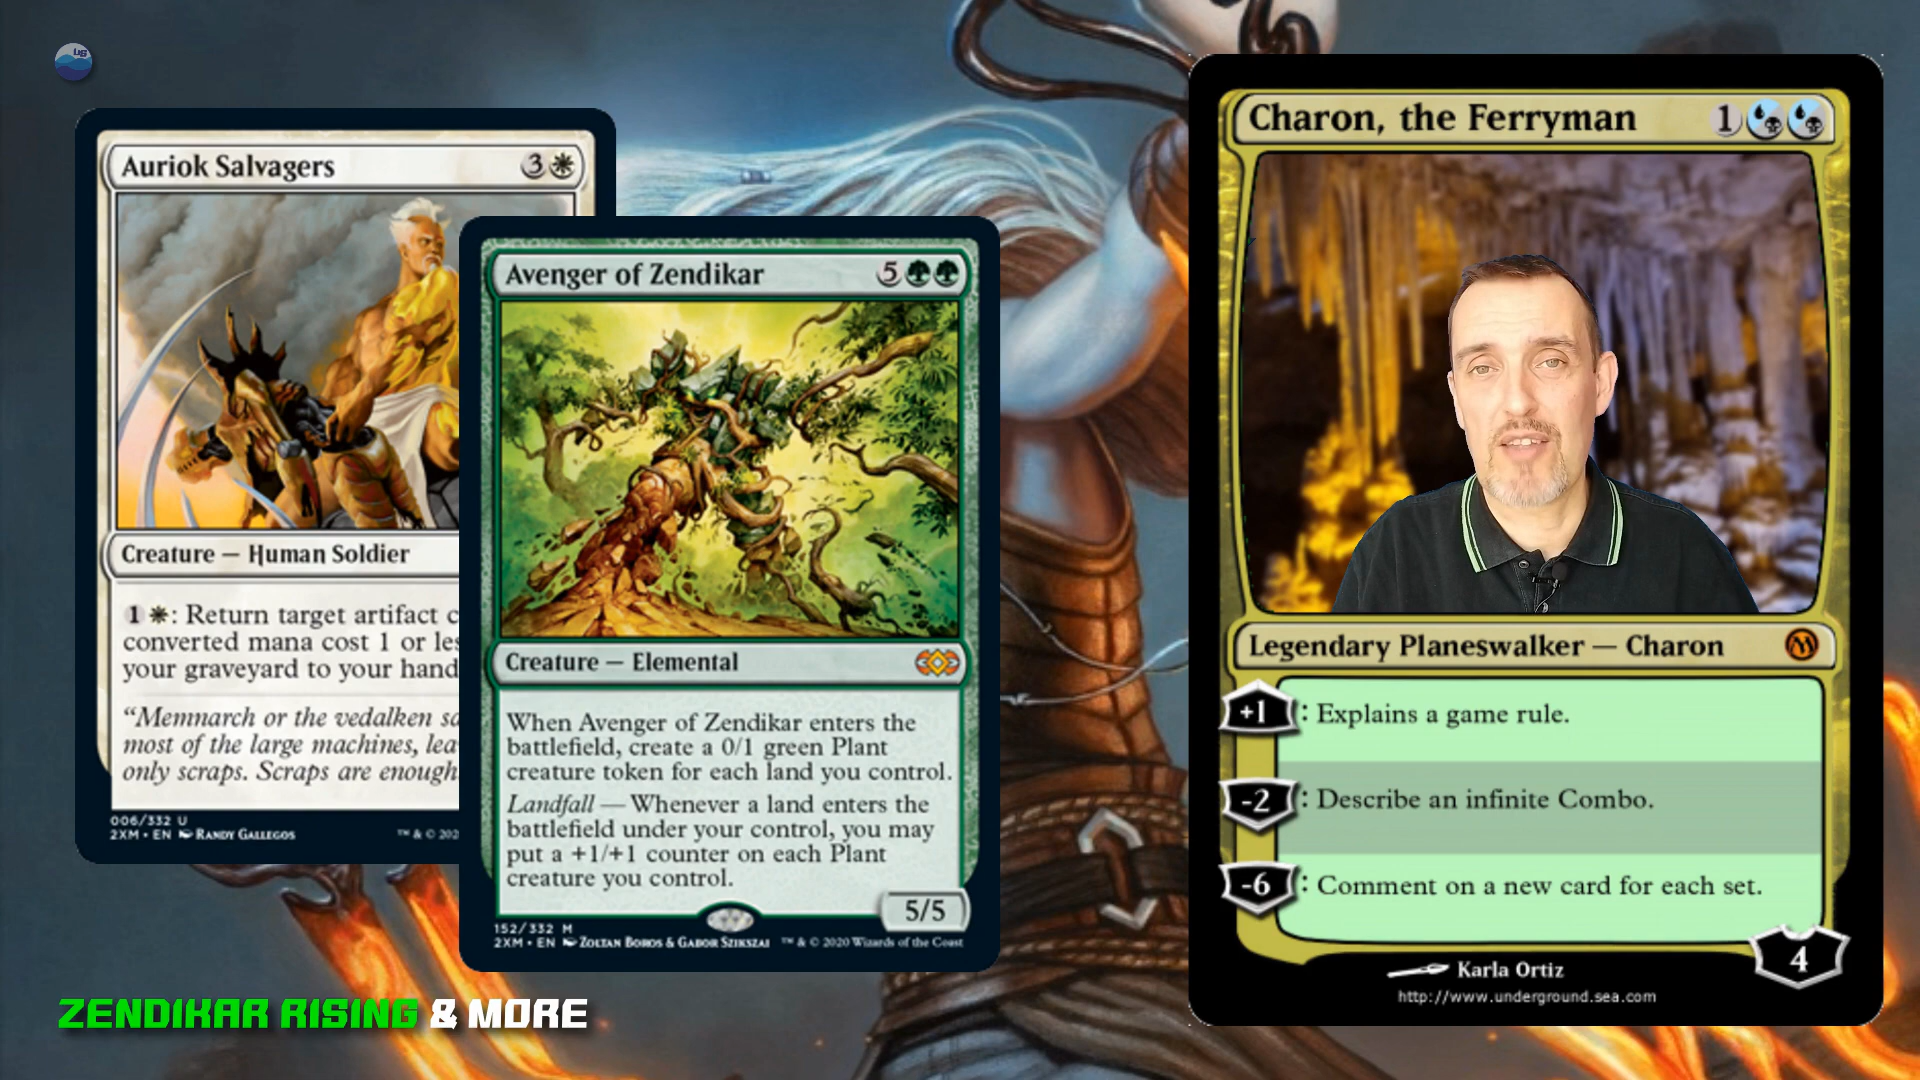 US
Auriok Salvagers
3
Creature — Human Soldier
1 : Return target artifact c
converted mana cost 1 or les
your graveyard to your hand
“Memnarch or the vedalken sc
most of the large machines, lea
only scraps. Scraps are enough
006/332 U
2XM • EN Randy Gallegos
™ & © 202
Avenger of Zendikar
5
Creature — Elemental
When Avenger of Zendikar enters the
battlefield, create a 0/1 green Plant
creature token for each land you control.
Landfall — Whenever a land enters the
battlefield under your control, you may
put a +1/+1 counter on each Plant
creature you control.
5/5
152/332 M
2XM • EN Zoltan Boros & Gabor Szikszai ™ & © 2020 Wizards of the Coast
Charon, the Ferryman
1
Legendary Planeswalker — Charon
+1 : Explains a game rule.
-2 : Describe an infinite Combo.
-6 : Comment on a new card for each set.
4
Karla Ortiz
http://www.underground.sea.com
ZENDIKAR RISING & MORE